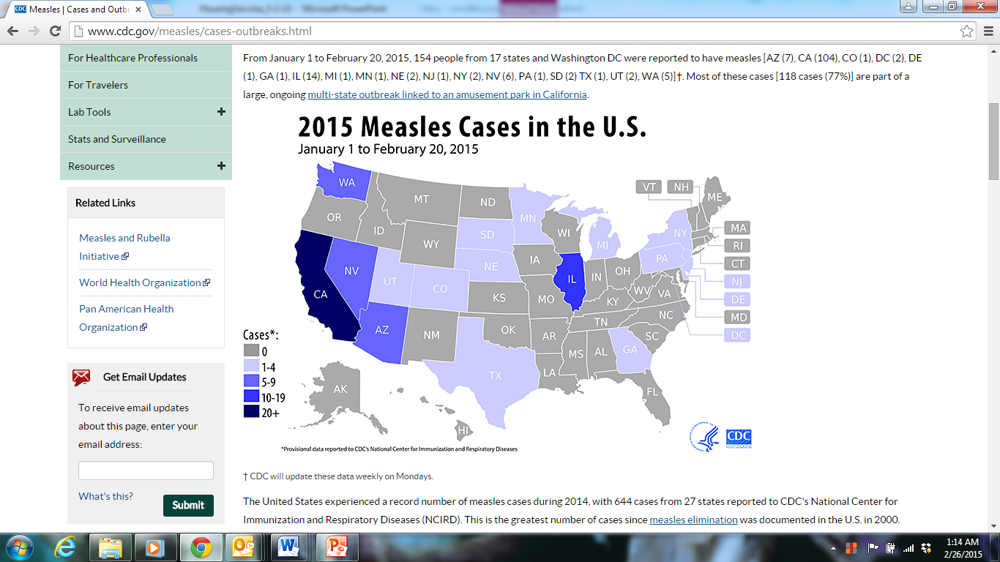 Measles | Cases and Outbr
www.cdc.gov/measles/cases-outbreaks.html
For Healthcare Professionals
For Travelers
Lab Tools
Stats and Surveillance
Resources
Related Links
Measles and Rubella
Initiative
World Health Organization
Pan American Health
Organization
Get Email Updates
To receive email updates
about this page, enter your
email address:
What's this?
Submit
From January 1 to February 20, 2015, 154 people from 17 states and Washington DC were reported to have measles [AZ (7), CA (104), CO (1), DC (2), DE
(1), GA (1), IL (14), MI (1), MN (1), NE (2), NJ (1), NY (2), NV (6), PA (1), SD (2) TX (1), UT (2), WA (5)]†. Most of these cases [118 cases (77%)] are part of a
large, ongoing multi-state outbreak linked to an amusement park in California.
2015 Measles Cases in the U.S.
January 1 to February 20, 2015
WA
MT
ND
MN
VT
NH
ME
OR
ID
WY
SD
WI
MI
NY
MA
RI
CT
NJ
DE
MD
DC
NV
UT
CO
NE
IA
IL
IN
OH
PA
CA
KS
MO
KY
WV
VA
AZ
NM
OK
AR
TN
NC
SC
TX
LA
MS
AL
GA
FL
AK
HI
Cases*:
0
1-4
5-9
10-19
20+
CDC
*Provisional data reported to CDC's National Center for Immunization and Respiratory Diseases
† CDC will update these data weekly on Mondays.
The United States experienced a record number of measles cases during 2014, with 644 cases from 27 states reported to CDC's National Center for
Immunization and Respiratory Diseases (NCIRD). This is the greatest number of cases since measles elimination was documented in the U.S. in 2000.
1:14 AM
2/26/2015